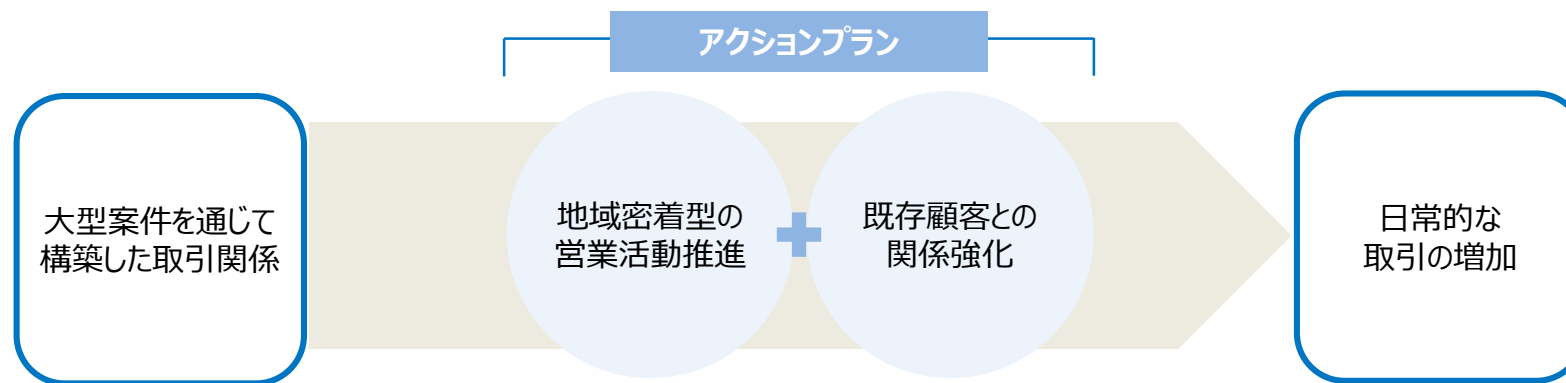 アクションプラン
大型案件を通じて
構築した取引関係
地域密着型の
営業活動推進
既存顧客との
関係強化
日常的な
取引の増加